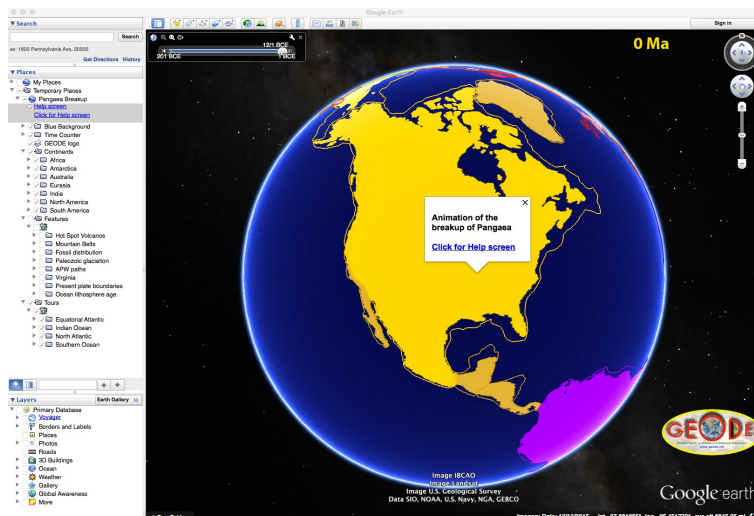 Google Earth
▼ Search
Search
ex: 1600 Pennsylvania Ave, 20500
Get Directions History
▼ Places
My Places
Temporary Places
Pangaea Breakup
Help screen
Click for Help screen
Blue Background
Time Counter
GEODE logo
Continents
Africa
Antarctica
Australia
Eurasia
India
North America
South America
Features
Hot Spot Volcanos
Mountain Belts
Fossil distribution
Paleozoic glaciation
APW paths
Virginia
Present plate boundaries
Ocean lithosphere age
Tours
Equatorial Atlantic
Indian Ocean
North Atlantic
Southern Ocean
▼ Layers
Earth Gallery
Primary Database
Voyager
Borders and Labels
Places
Photos
Roads
3D Buildings
Ocean
Weather
Gallery
Global Awareness
More
Sign in
12/1 BCE
201 BCE
1 BCE
0 Ma
Animation of the
breakup of Pangaea
Click for Help screen
GEODE
Image IBCAO
Image Landsat
Image U.S. Geological Survey
Data SIO, NOAA, U.S. Navy, NGA, GEBCO
Google earth